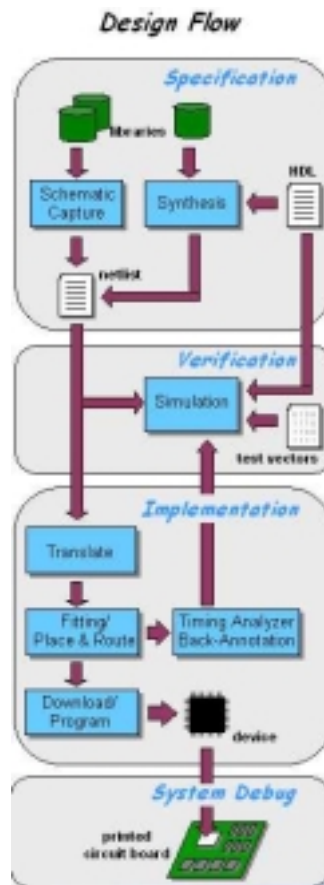 Design Flow
Specification
libraries
HDL
Schematic
Capture
Synthesis
netlist
Verification
Simulation
test vectors
Implementation
Translate
Fitting/
Place & Route
Timing Analyzer
Back-Annotation
Download/
Program
device
System Debug
printed
circuit board